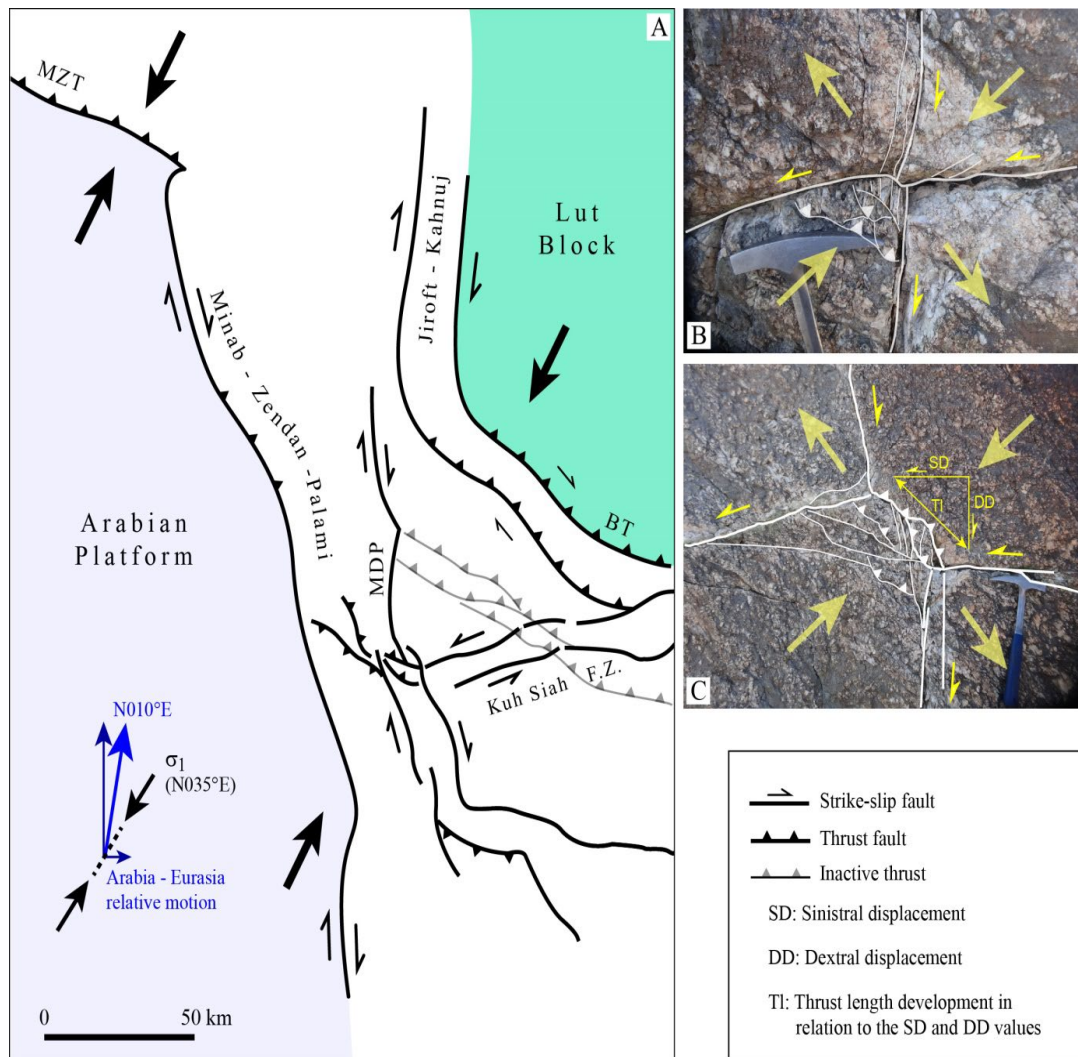 A
MZT
Lut
Block
Jiroft - Kahnuj
Minab - Zendan -Palami
Arabian
Platform
MDP
BT
Kuh Siah F.Z.
N010°E
σ1
(N035°E)
Arabia - Eurasia
relative motion
0 50 km
B
SD
DD
Tl
C
Strike-slip fault
Thrust fault
Inactive thrust
SD: Sinistral displacement
DD: Dextral displacement
Tl: Thrust length development in
relation to the SD and DD values